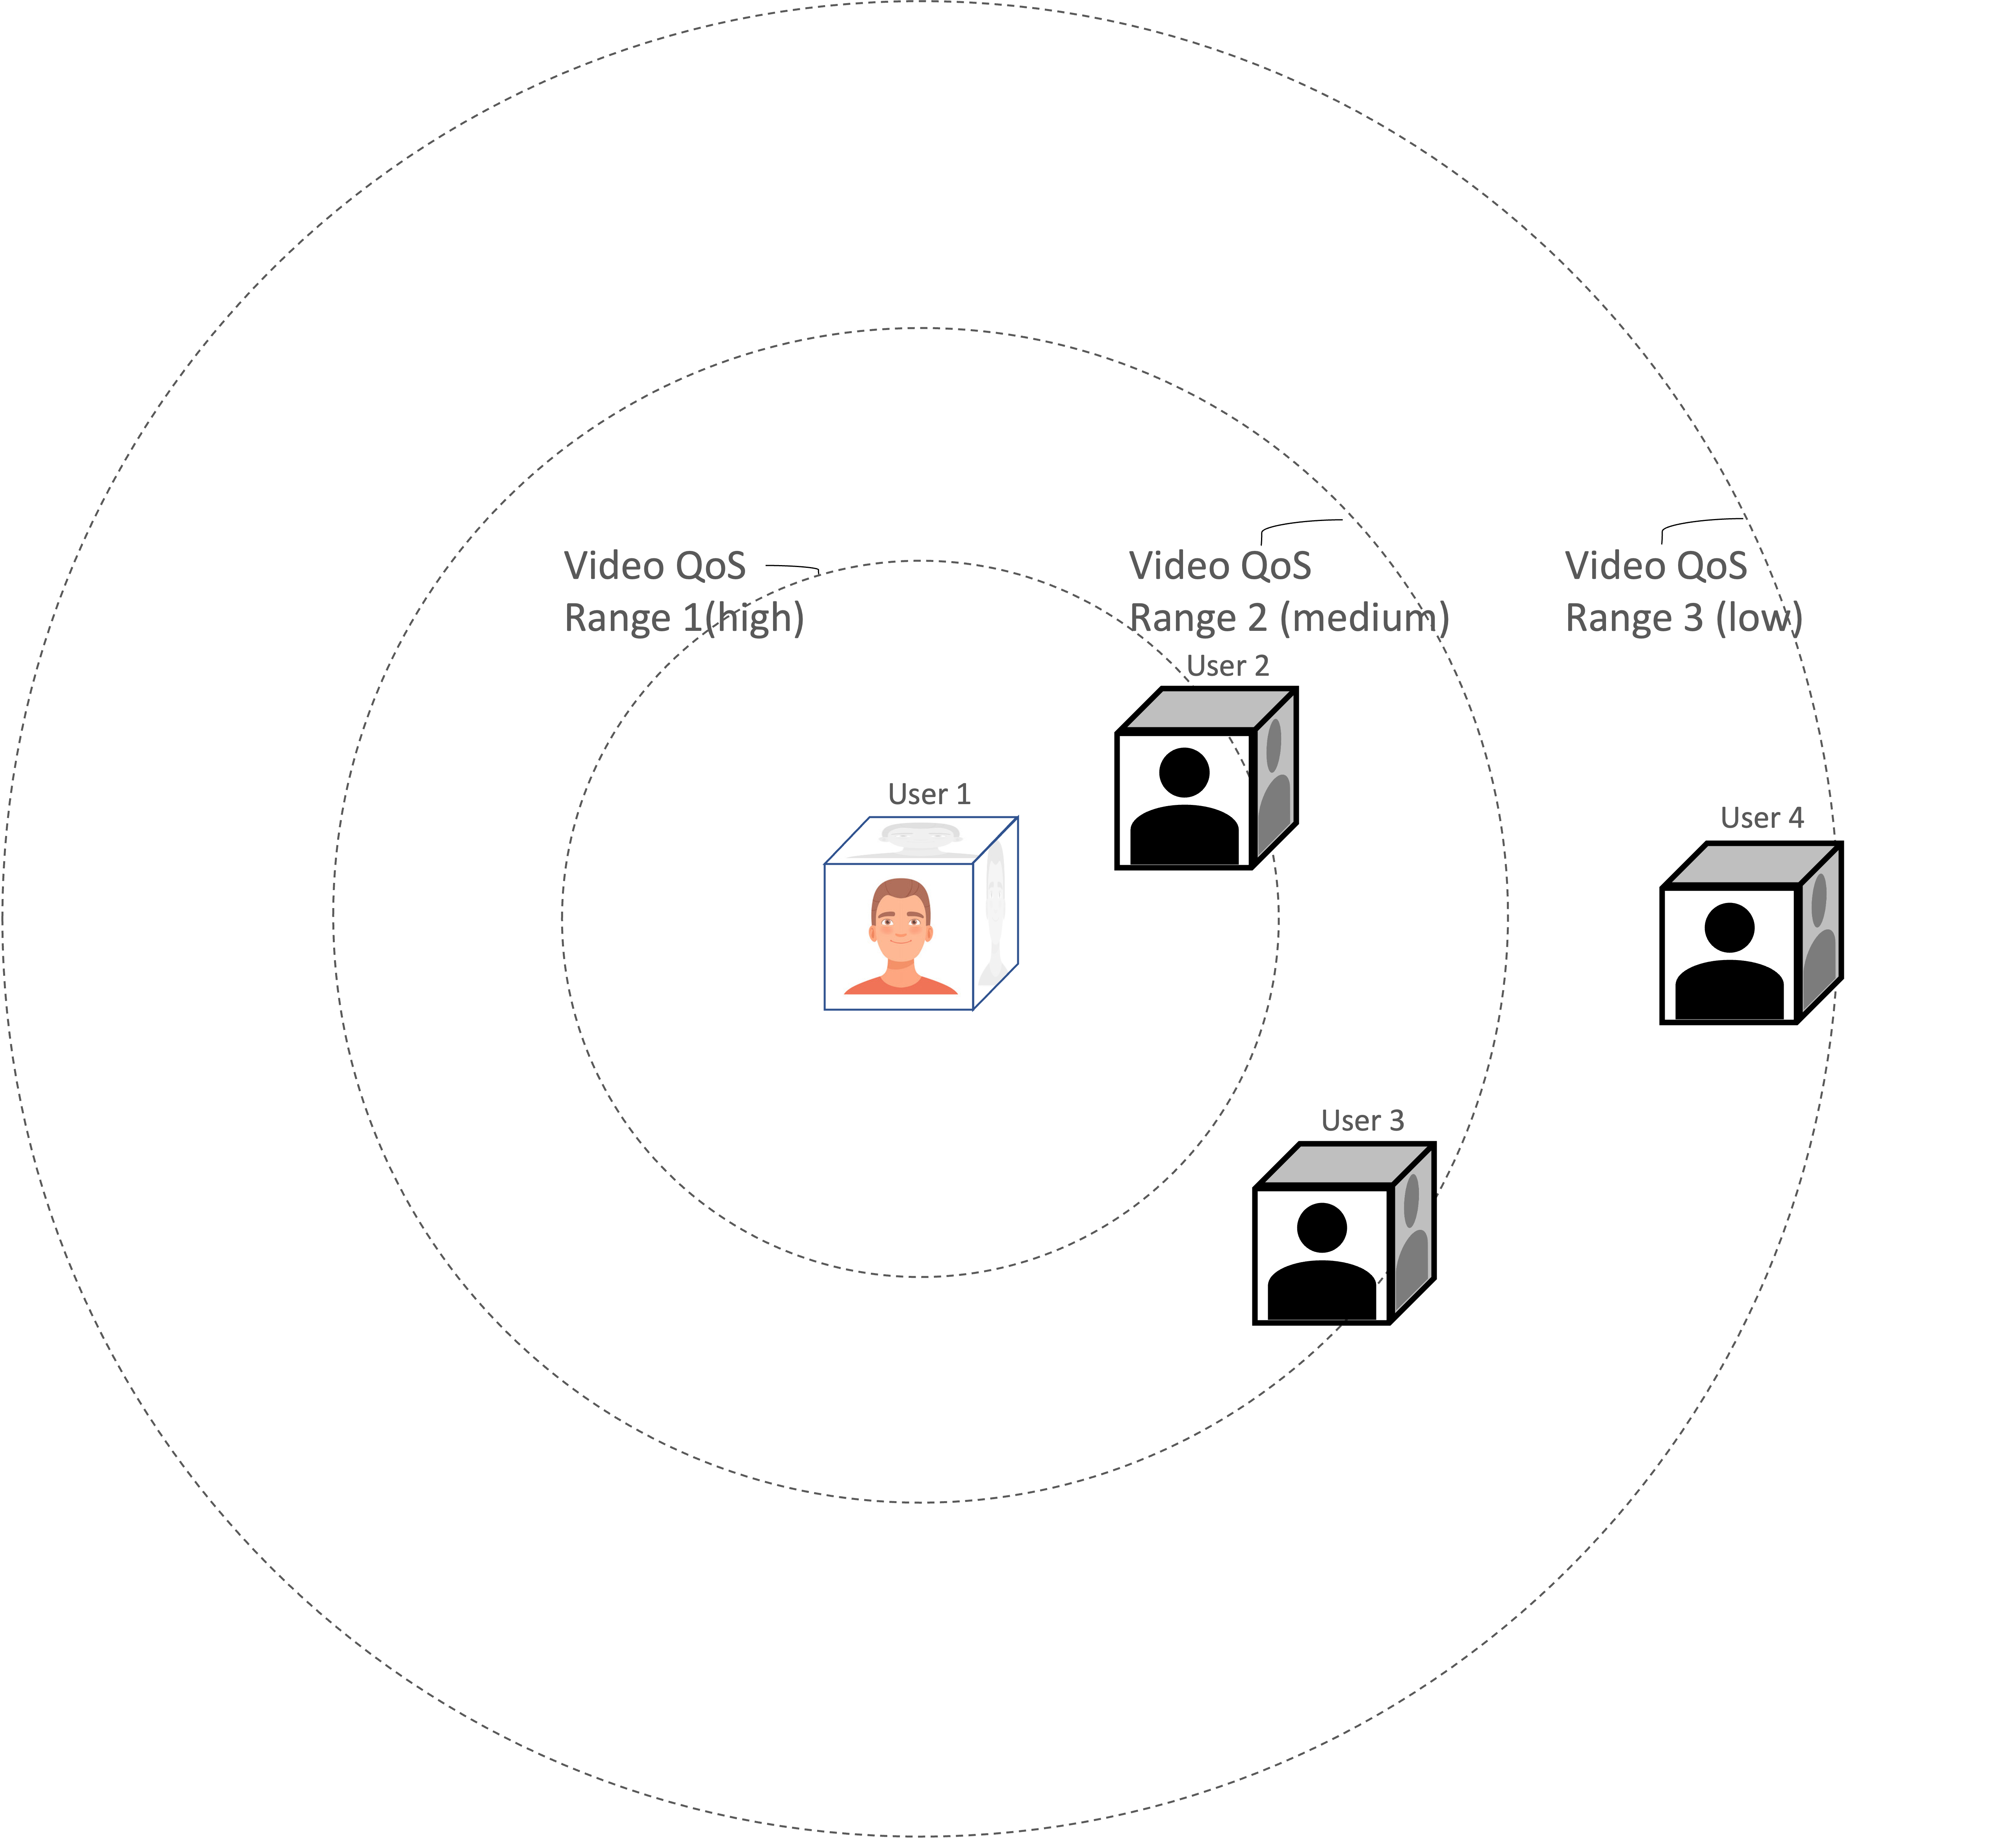 Video QoS
Range 1(high)
Video QoS
Range 2 (medium)
Video QoS
Range 3 (low)
User 2
User 1
User 4
User 3